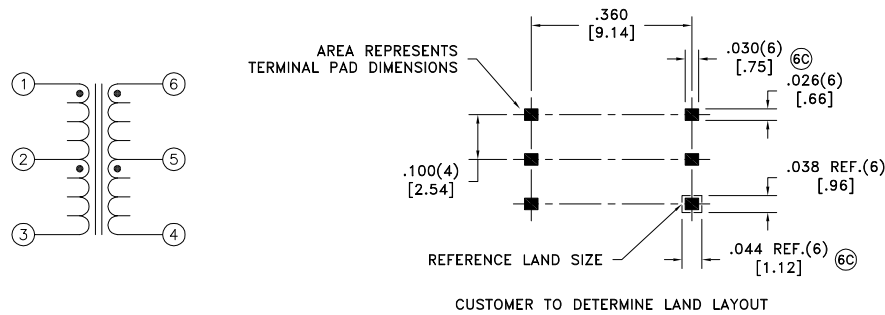 1
2
3
6
5
4
AREA REPRESENTS
TERMINAL PAD DIMENSIONS
.360
[9.14]
.030(6)
[.75]
6C
.026(6)
[.66]
.100(4)
[2.54]
.038 REF.(6)
[.96]
REFERENCE LAND SIZE
.044 REF.(6)
[1.12]
6C
CUSTOMER TO DETERMINE LAND LAYOUT